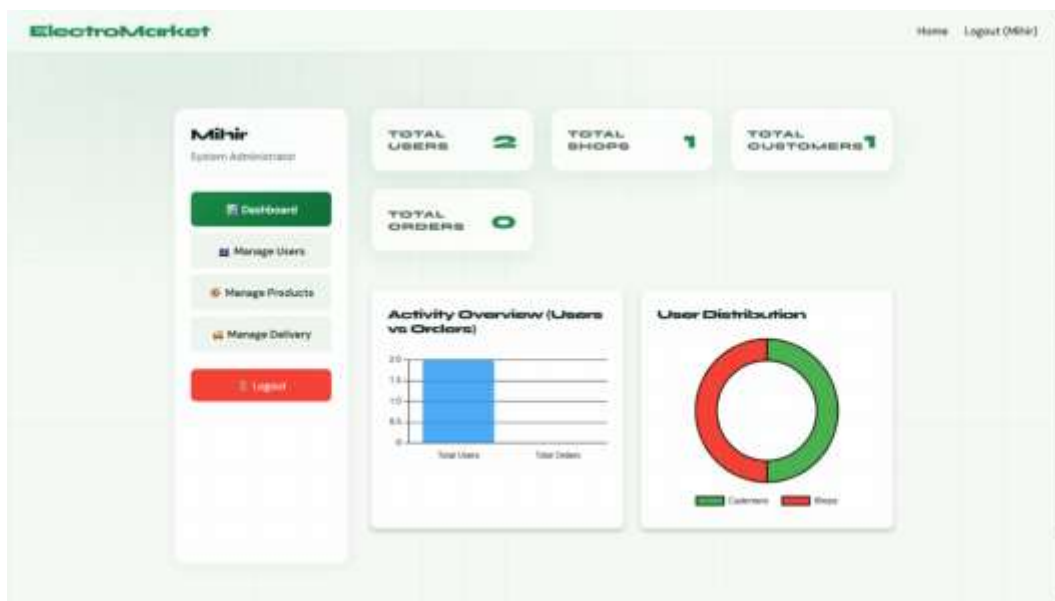 ElectroMarket
Home Logout (Mihir)
Mihir
System Administrator
Dashboard
Manage Users
Manage Products
Manage Delivery
Logout
TOTAL
USERS
2
TOTAL
SHOPS
1
TOTAL
CUSTOMERS
1
TOTAL
ORDERS
0
Activity Overview (Users
vs Orders)
2.0
1.5
1.0
0.5
0
Total Users Total Orders
User Distribution
Customers Shops